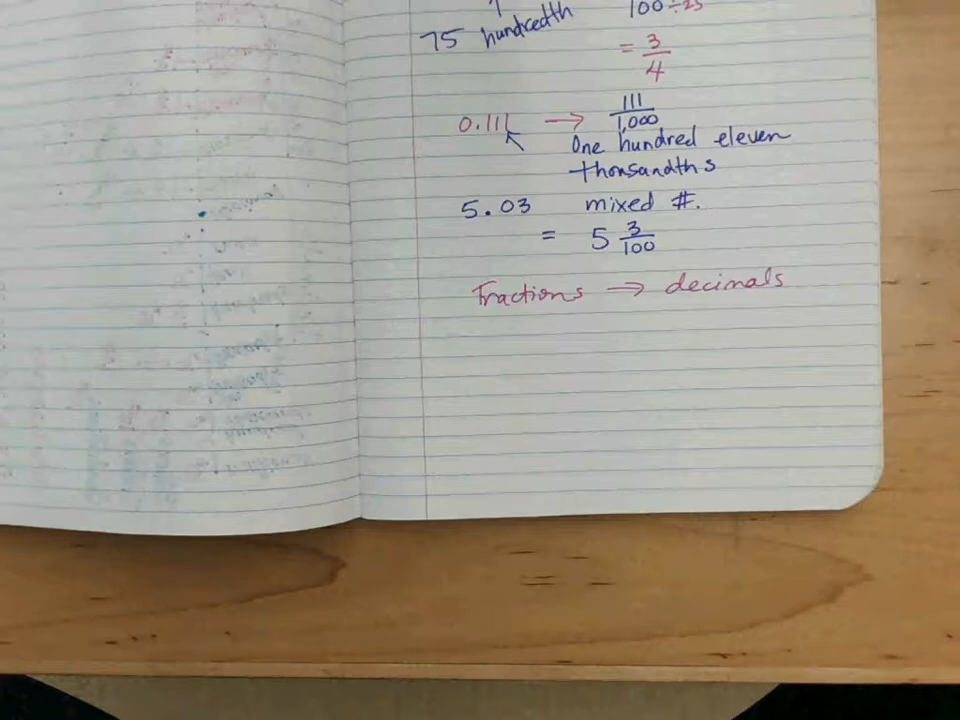 75 hundredth 100 ÷25
= 3/4
0.111 → 111/1,000
One hundred eleven
thousandths
5.03 mixed #.
= 5 3/100
Fractions → decimals